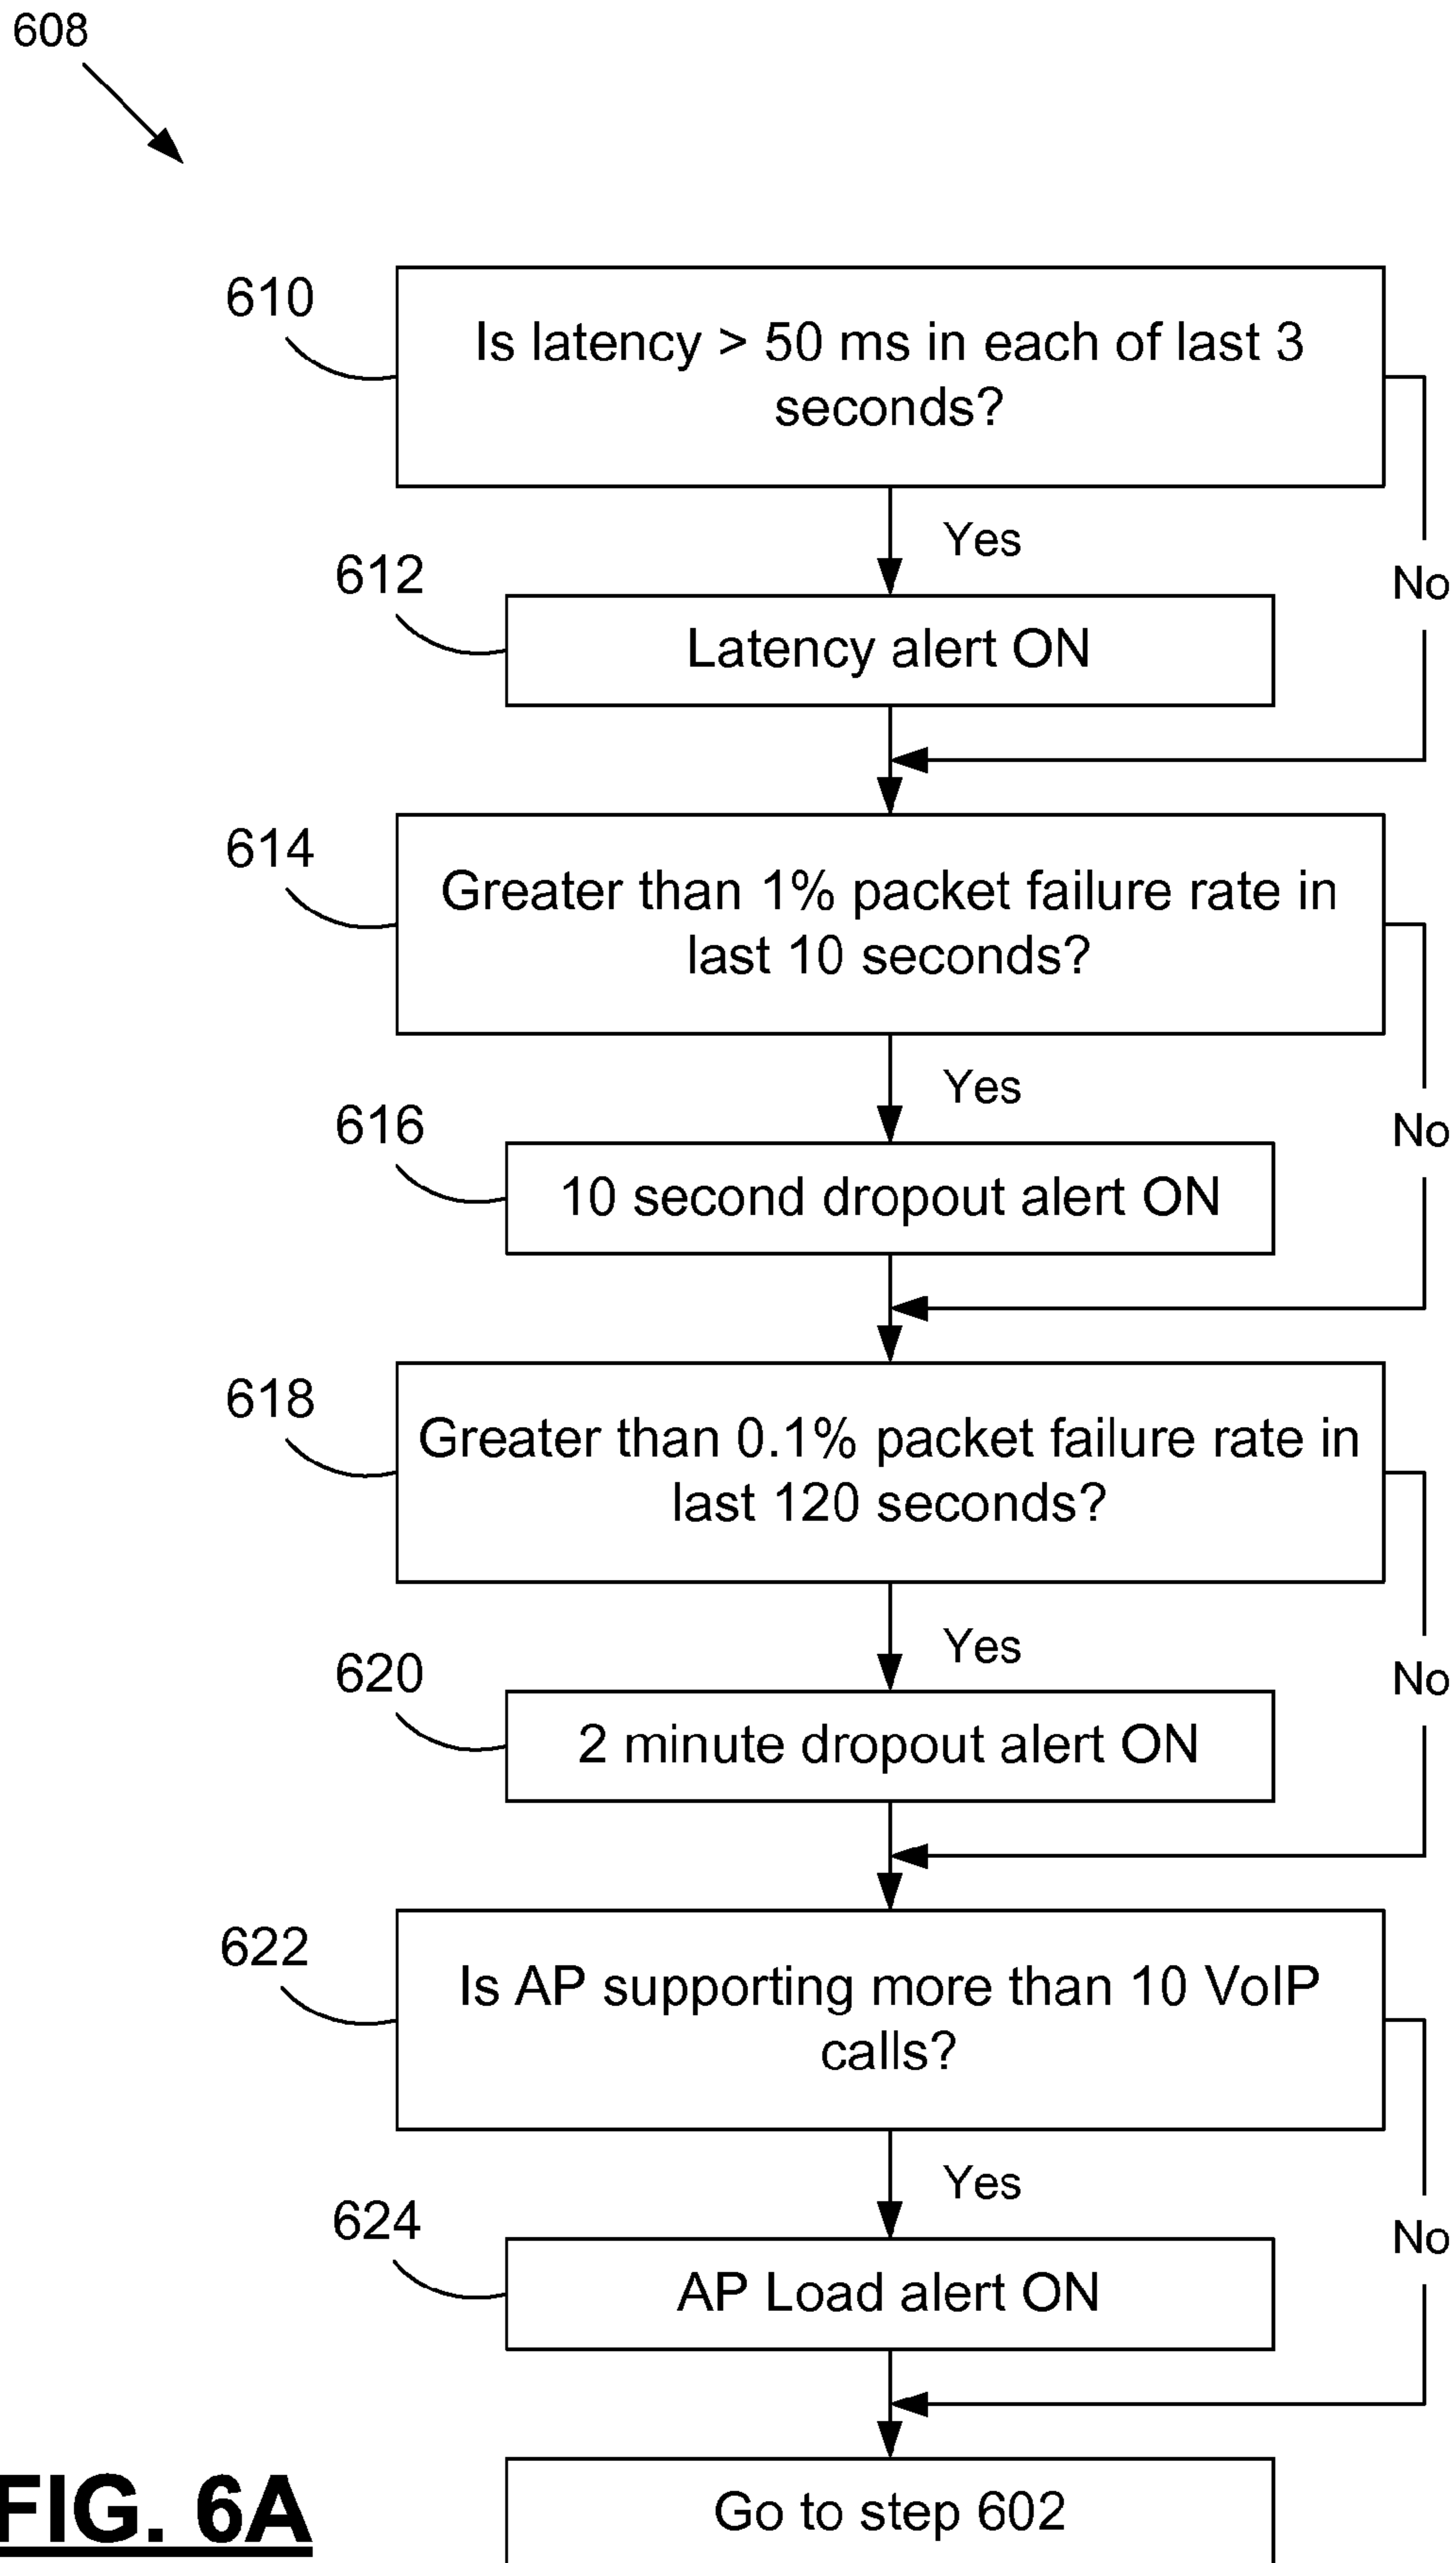 608
610
Is latency > 50 ms in each of last 3
seconds?
Yes
No
612
Latency alert ON
614
Greater than 1% packet failure rate in
last 10 seconds?
Yes
No
616
10 second dropout alert ON
618
Greater than 0.1% packet failure rate in
last 120 seconds?
Yes
No
620
2 minute dropout alert ON
622
Is AP supporting more than 10 VoIP
calls?
Yes
No
624
AP Load alert ON
Go to step 602
FIG. 6A